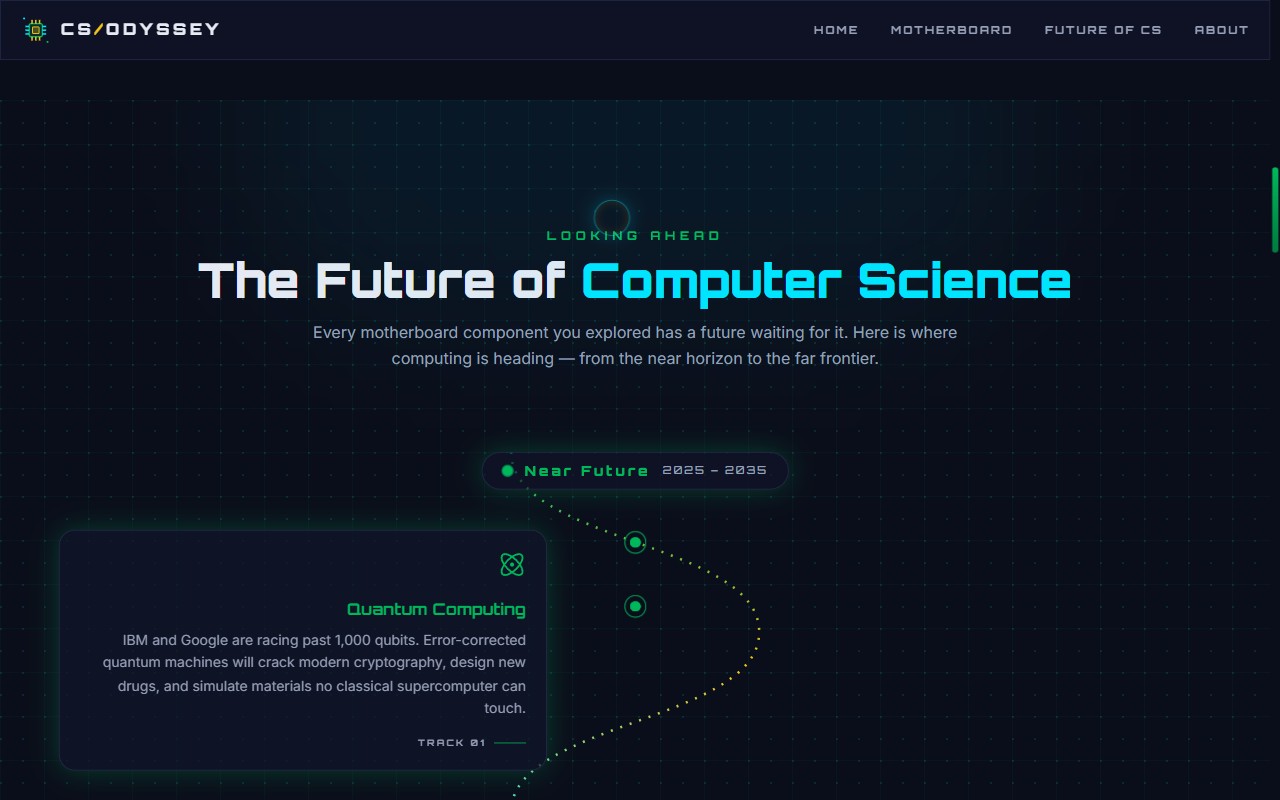 CS/ODYSSEY
HOME MOTHERBOARD FUTURE OF CS ABOUT
LOOKING AHEAD
The Future of Computer Science
Every motherboard component you explored has a future waiting for it. Here is where
computing is heading — from the near horizon to the far frontier.
Near Future 2025 – 2035
Quantum Computing
IBM and Google are racing past 1,000 qubits. Error-corrected
quantum machines will crack modern cryptography, design new
drugs, and simulate materials no classical supercomputer can
touch.
TRACK 01